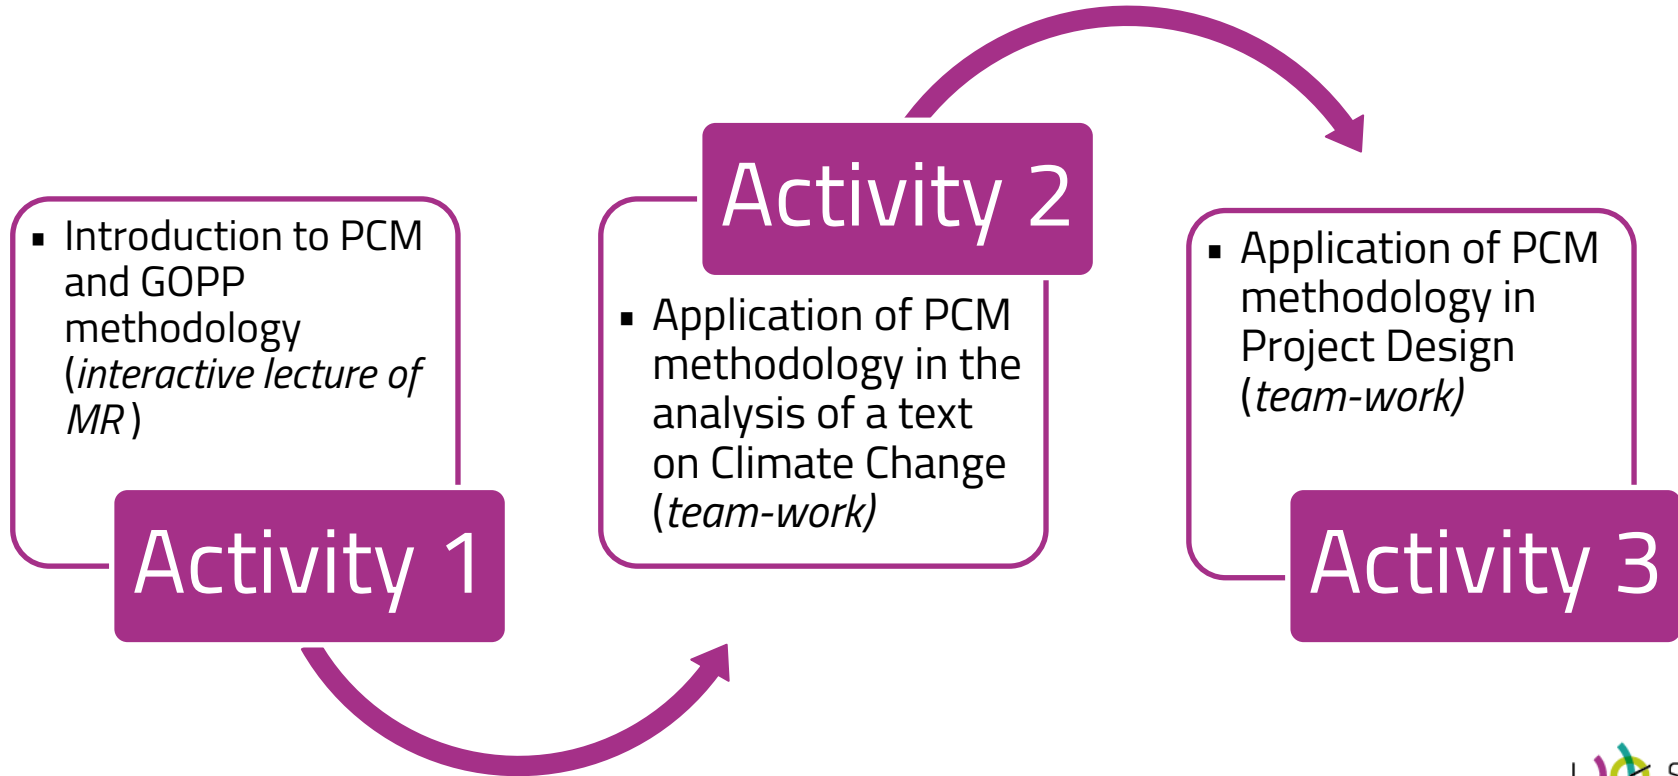 ▪ Introduction to PCM
and GOPP
methodology
(interactive lecture of
MR )
Activity 1
Activity 2
▪ Application of PCM
methodology in the
analysis of a text
on Climate Change
(team-work)
▪ Application of PCM
methodology in
Project Design
(team-work)
Activity 3